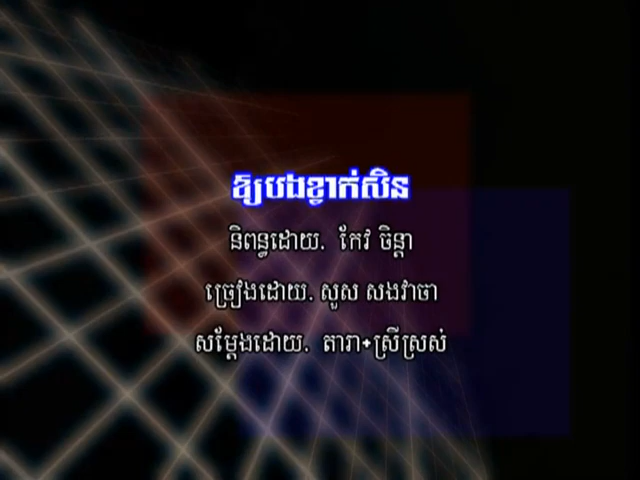 ឱ្យបងខ្វាក់សិន
និពន្ធដោយ. កែវ ចិន្តា
ច្រៀងដោយ. សួស សងវាចា
សម្តែងដោយ. តារា+ស្រីស្រស់